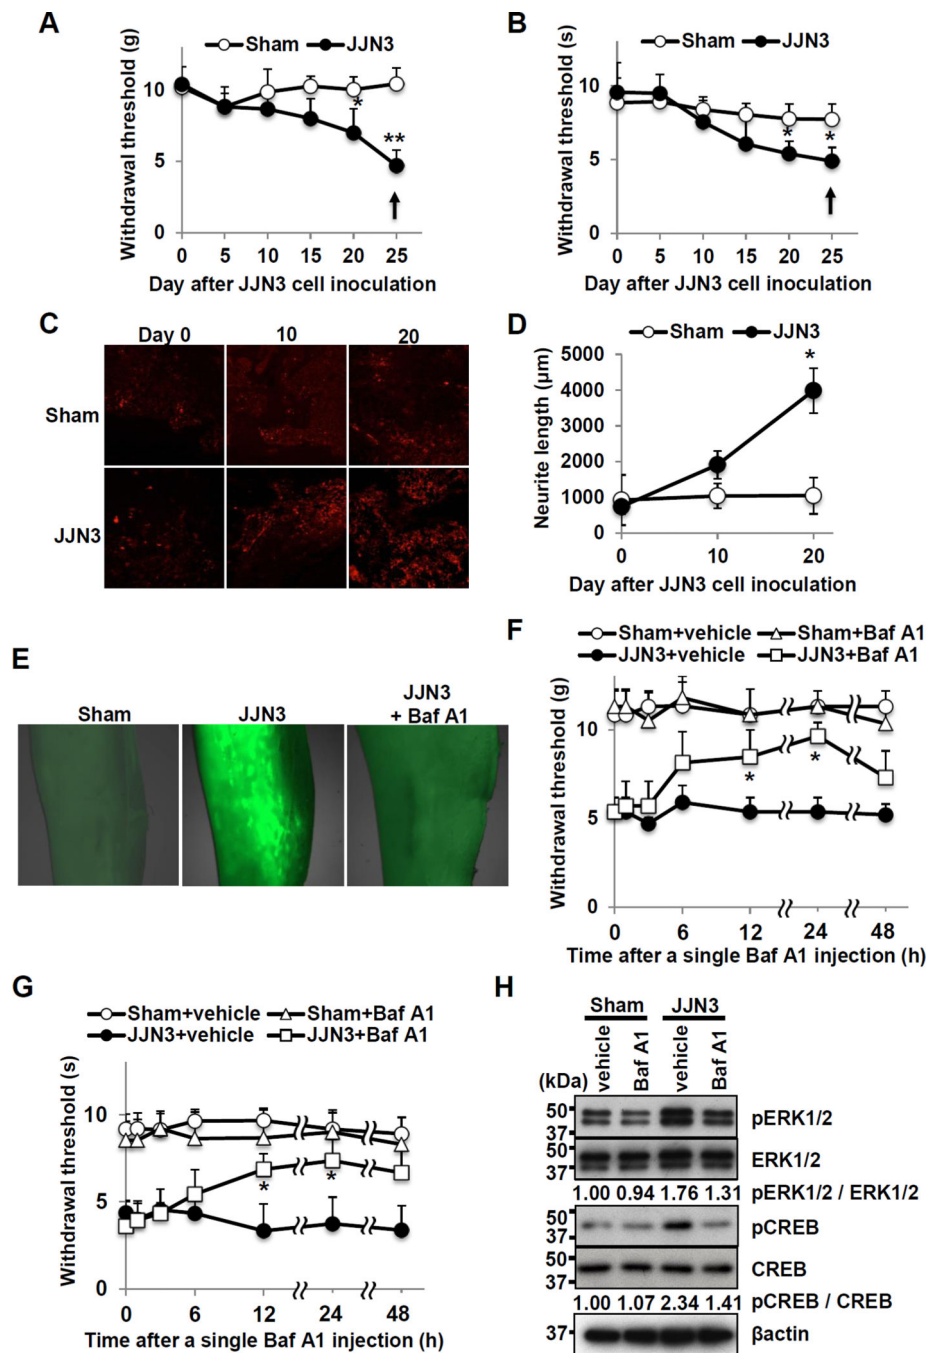 A
Sham JJN3
Withdrawal threshold (g)
10
5
0
*
**
0 5 10 15 20 25
Day after JJN3 cell inoculation
B
Sham JJN3
Withdrawal threshold (s)
10
5
0
*
*
0 5 10 15 20 25
Day after JJN3 cell inoculation
C
Day 0 10 20
Sham
JJN3
D
Sham JJN3
Neurite length (μm)
5000
4000
3000
2000
1000
0
*
0 10 20
Day after JJN3 cell inoculation
E
Sham JJN3 JJN3
+ Baf A1
F
Sham+vehicle Sham+Baf A1
JJN3+vehicle JJN3+Baf A1
Withdrawal threshold (g)
10
5
0
* *
0 6 12 24 48
Time after a single Baf A1 injection (h)
G
Sham+vehicle Sham+Baf A1
JJN3+vehicle JJN3+Baf A1
Withdrawal threshold (s)
10
5
0
* *
0 6 12 24 48
Time after a single Baf A1 injection (h)
H
Sham JJN3
(kDa) vehicle Baf A1 vehicle Baf A1
50
37
pERK1/2
50
37
ERK1/2
1.00 0.94 1.76 1.31 pERK1/2 / ERK1/2
50
37
pCREB
50
37
CREB
1.00 1.07 2.34 1.41 pCREB / CREB
37 βactin